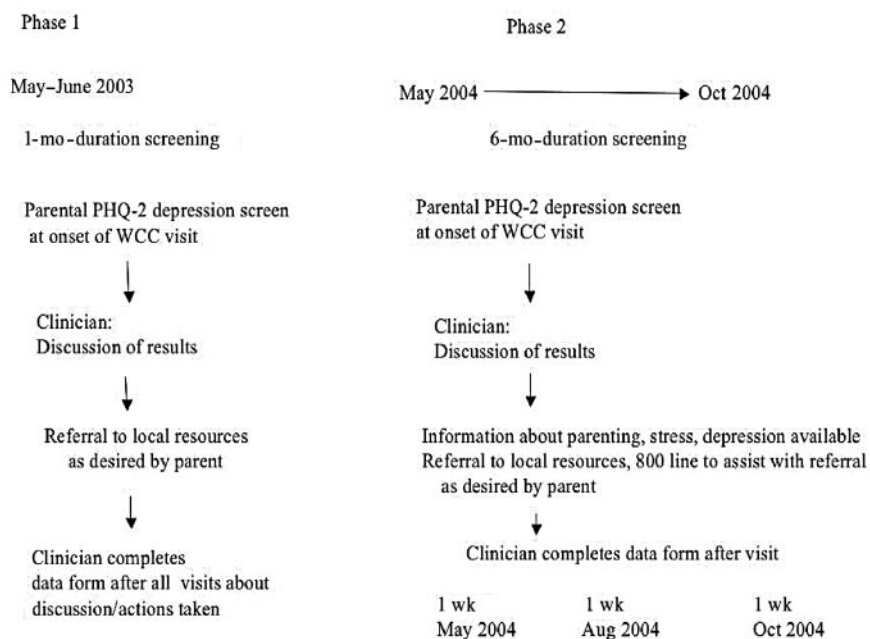 Phase 1
May–June 2003
1-mo-duration screening
Parental PHQ-2 depression screen
at onset of WCC visit
Clinician:
Discussion of results
Referral to local resources
as desired by parent
Clinician completes
data form after all visits about
discussion/actions taken
Phase 2
May 2004 Oct 2004
6-mo-duration screening
Parental PHQ-2 depression screen
at onset of WCC visit
Clinician:
Discussion of results
Information about parenting, stress, depression available
Referral to local resources, 800 line to assist with referral
as desired by parent
Clinician completes data form after visit
1 wk 1 wk 1 wk
May 2004 Aug 2004 Oct 2004